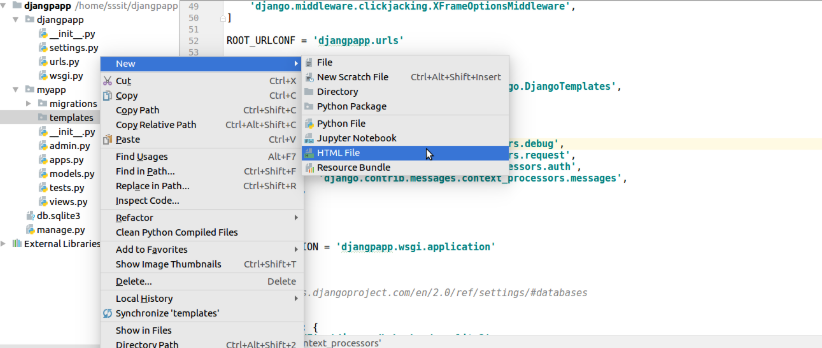 djangpapp /home/sssit/djangpapp
djangpapp
__init__.py
settings.py
urls.py
wsgi.py
myapp
migrations
templates
__init__.py
admin.py
apps.py
models.py
tests.py
views.py
db.sqlite3
manage.py
External Libraries
49 'django.middleware.clickjacking.XFrameOptionsMiddleware',
50 ]
51
52 ROOT_URLCONF = 'djangpapp.urls'
53
New
Cut Ctrl+X
Copy Ctrl+C
Copy Path Ctrl+Shift+C
Copy Relative Path Ctrl+Alt+Shift+C
Paste Ctrl+V
Find Usages Alt+F7
Find in Path... Ctrl+Shift+F
Replace in Path... Ctrl+Shift+R
Inspect Code...
Refactor
Clean Python Compiled Files
Add to Favorites
Show Image Thumbnails Ctrl+Shift+T
Delete... Delete
Local History
Synchronize 'templates'
Show in Files
Directory Path Ctrl+Alt+Shift+2
File
New Scratch File Ctrl+Alt+Shift+Insert
Directory
Python Package
Python File
Jupyter Notebook
HTML File
Resource Bundle
go.DjangoTemplates',
rs.debug',
rs.request',
ssors.auth',
'django.contrib.messages.context_processors.messages',
ION = 'djangpapp.wsgi.application'
s.djangoproject.com/en/2.0/ref/settings/#databases
: {
ntext_processors'